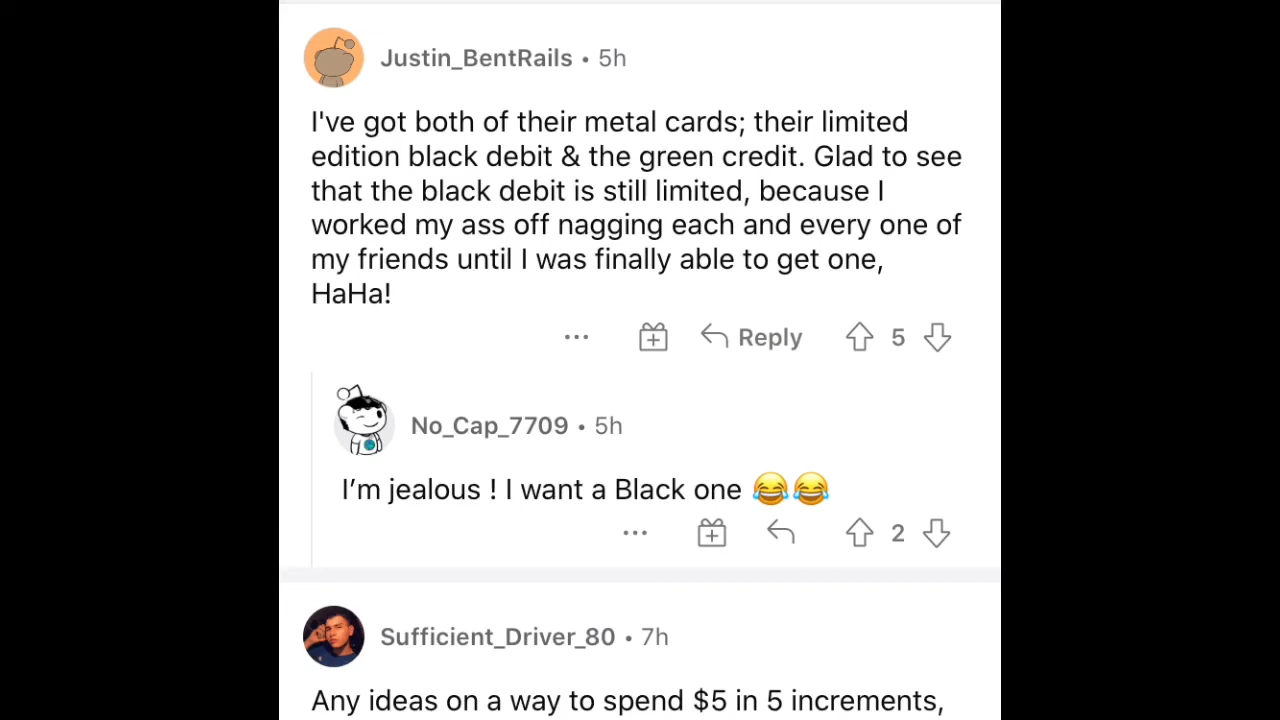 Justin_BentRails • 5h
I've got both of their metal cards; their limited
edition black debit & the green credit. Glad to see
that the black debit is still limited, because I
worked my ass off nagging each and every one of
my friends until I was finally able to get one,
HaHa!
... Reply 5
No_Cap_7709 • 5h
I’m jealous ! I want a Black one 😂😂
... 2
Sufficient_Driver_80 • 7h
Any ideas on a way to spend $5 in 5 increments,